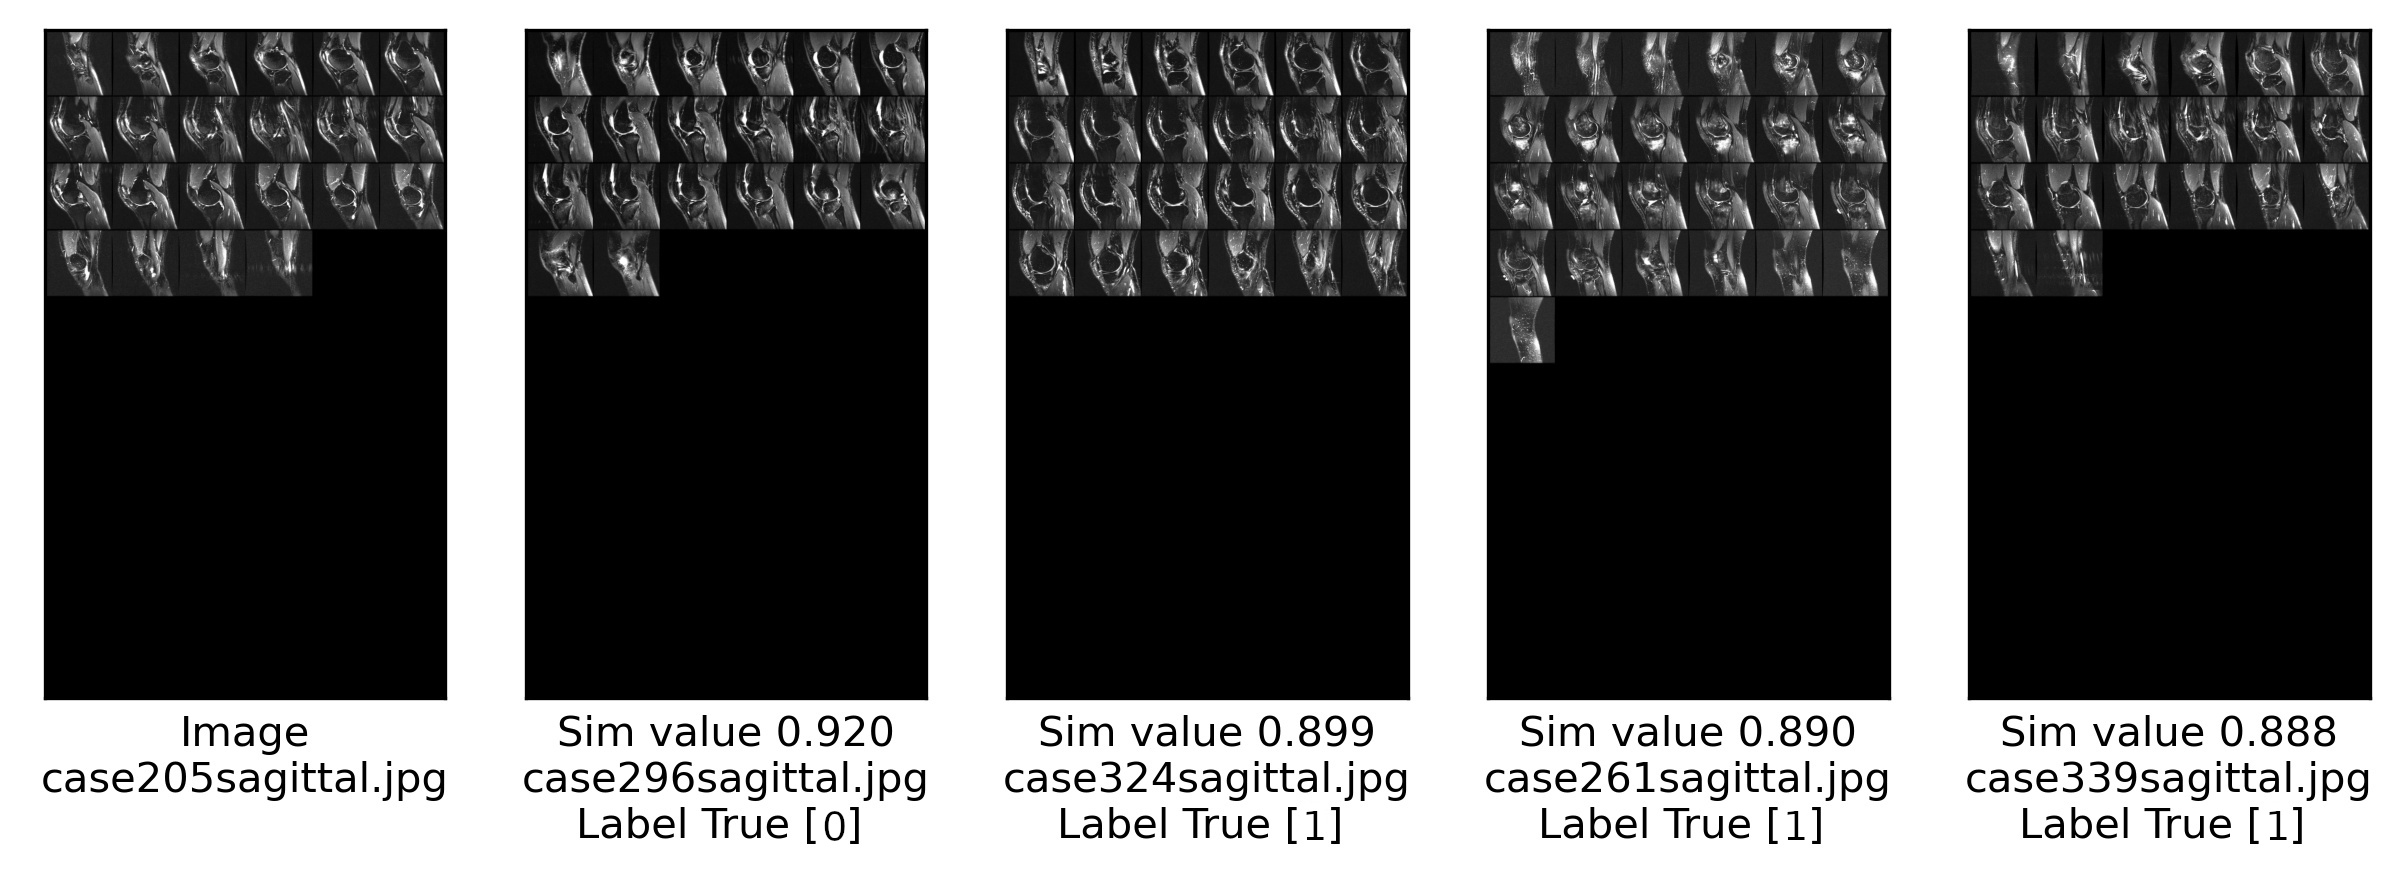 Image
case205sagittal.jpg
Sim value 0.920
case296sagittal.jpg
Label True [0]
Sim value 0.899
case324sagittal.jpg
Label True [1]
Sim value 0.890
case261sagittal.jpg
Label True [1]
Sim value 0.888
case339sagittal.jpg
Label True [1]